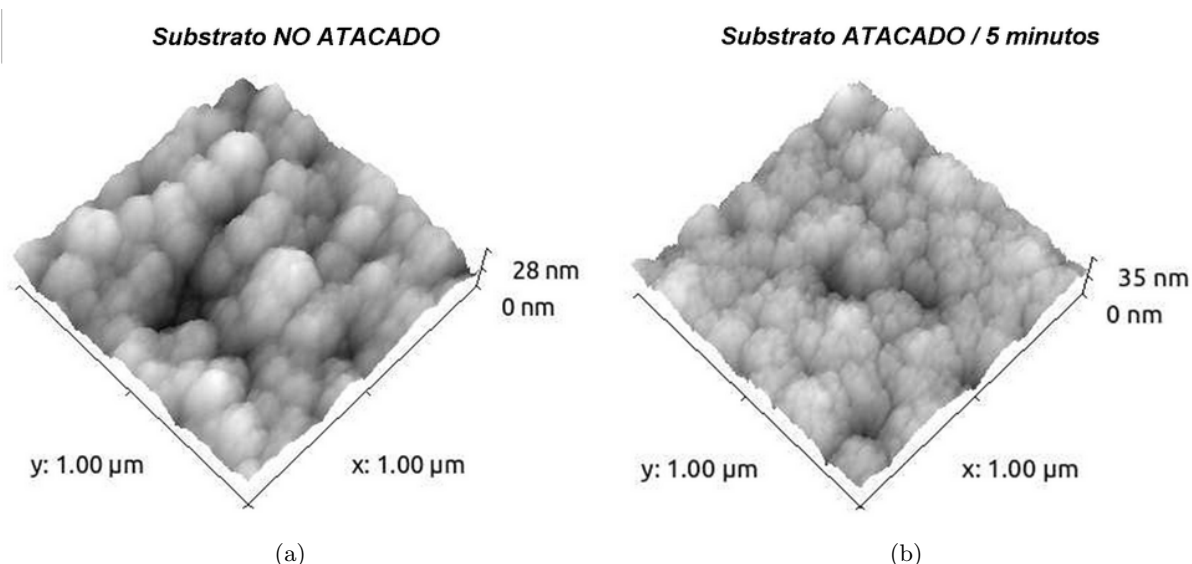 Substrato NO ATACADO
28 nm
0 nm
y: 1.00 µm
x: 1.00 µm
(a)
Substrato ATACADO / 5 minutos
35 nm
0 nm
y: 1.00 µm
x: 1.00 µm
(b)